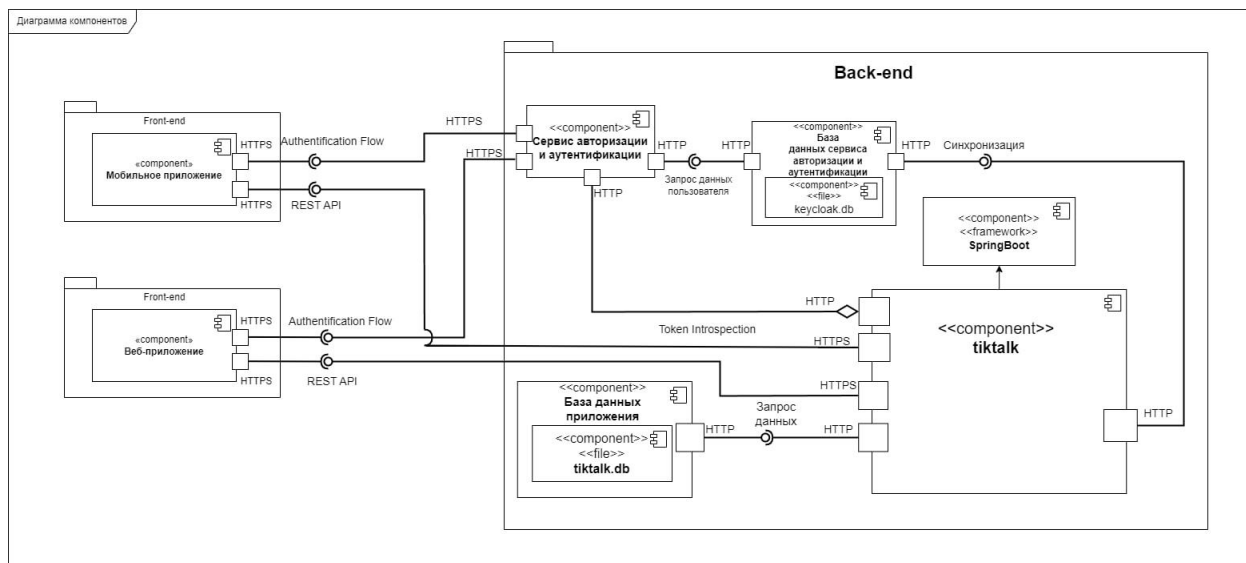 Диаграмма компонентов
Back-end
Front-end
HTTPS
Authentification Flow
HTTPS
«component»
Мобильное приложение
HTTPS
REST API
HTTPS
<<component>>
Сервис авторизации
и аутентификации
HTTP
HTTP
Запрос данных
пользователя
HTTP
<<component>>
База
данных сервиса
авторизации и
аутентификации
<<component>>
<<file>>
keycloak.db
HTTP
Синхронизация
<<component>>
<<framework>>
SpringBoot
Front-end
HTTPS
Authentification Flow
«component»
Веб-приложение
HTTPS
REST API
HTTP
Token Introspection
HTTPS
HTTPS
<<component>>
tiktalk
HTTP
<<component>>
База данных
приложения
<<component>>
<<file>>
tiktalk.db
HTTP
Запрос
данных
HTTP